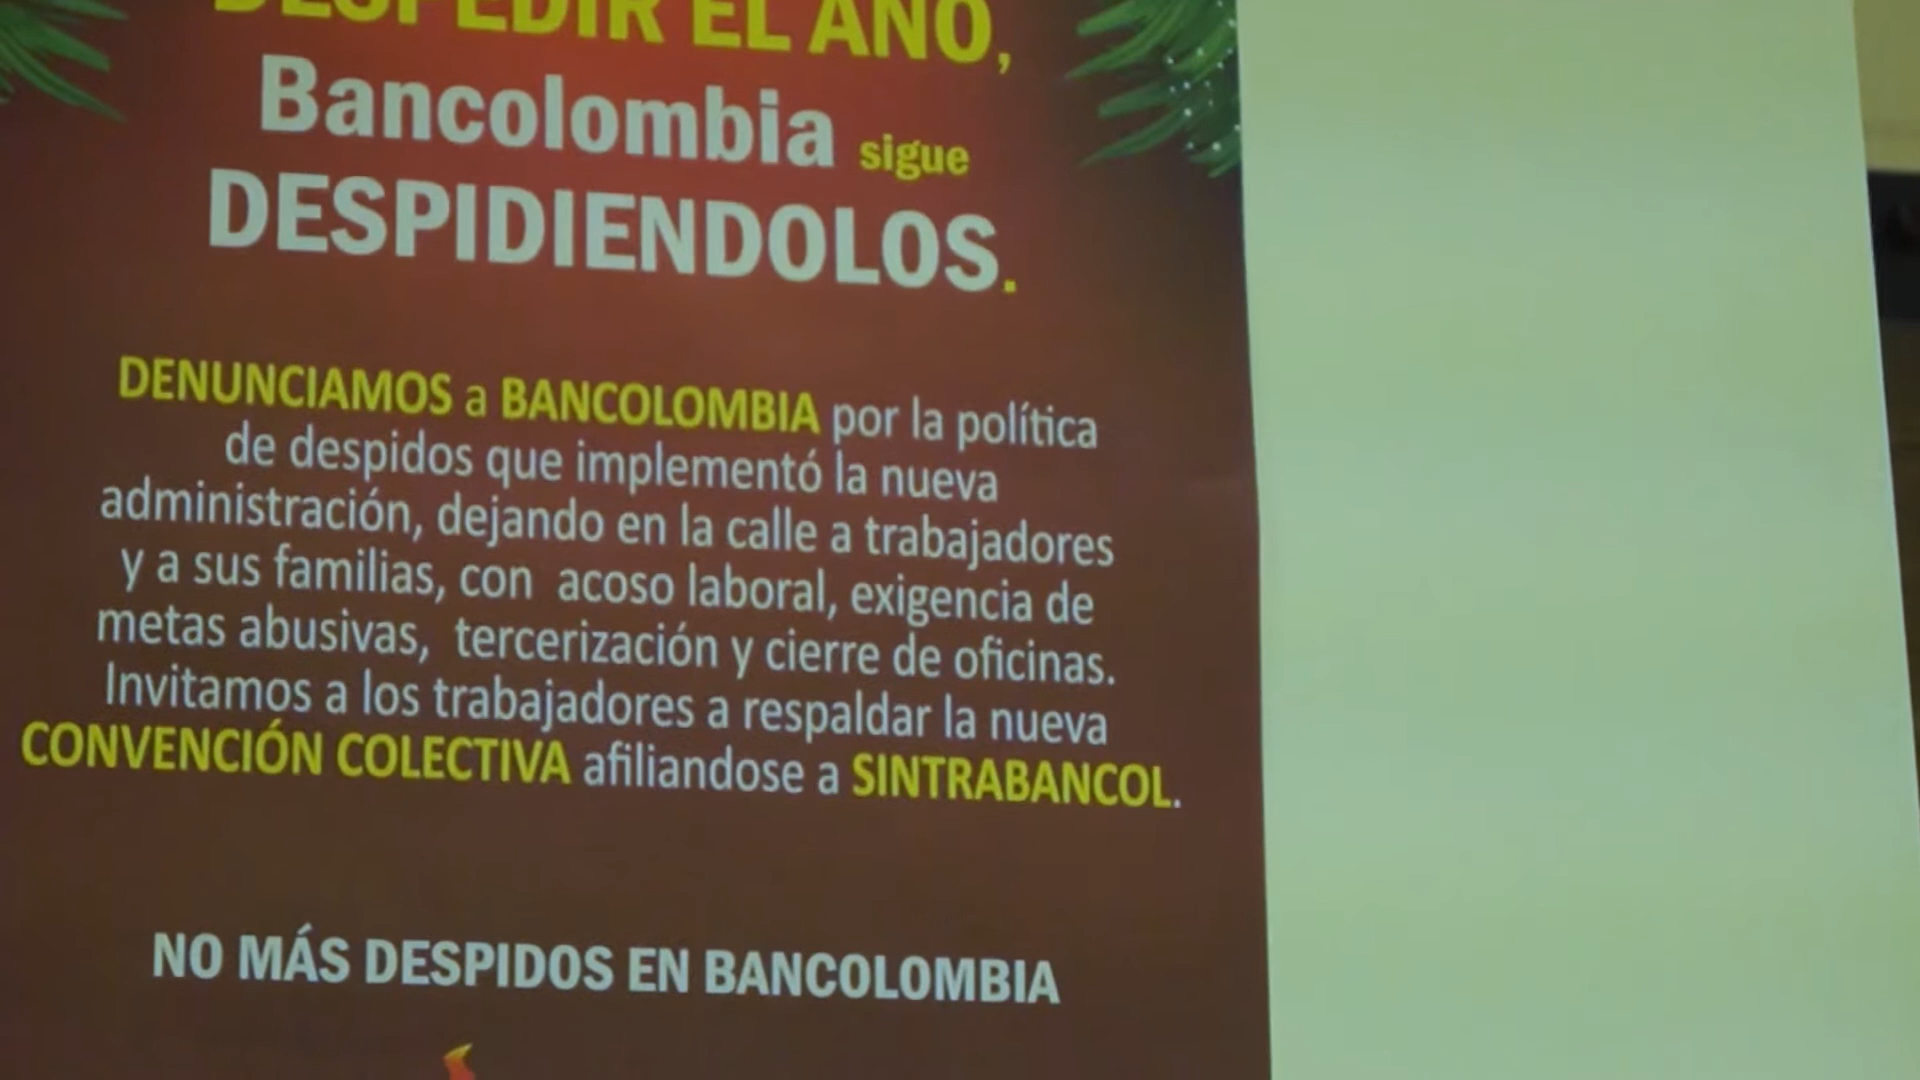 DESPEDIR EL AÑO,
Bancolombia sigue
DESPIDIENDOLOS.
DENUNCIAMOS a BANCOLOMBIA por la política
de despidos que implementó la nueva
administración, dejando en la calle a trabajadores
y a sus familias, con acoso laboral, exigencia de
metas abusivas, tercerización y cierre de oficinas.
Invitamos a los trabajadores a respaldar la nueva
CONVENCIÓN COLECTIVA afiliandose a SINTRABANCOL.
NO MÁS DESPIDOS EN BANCOLOMBIA